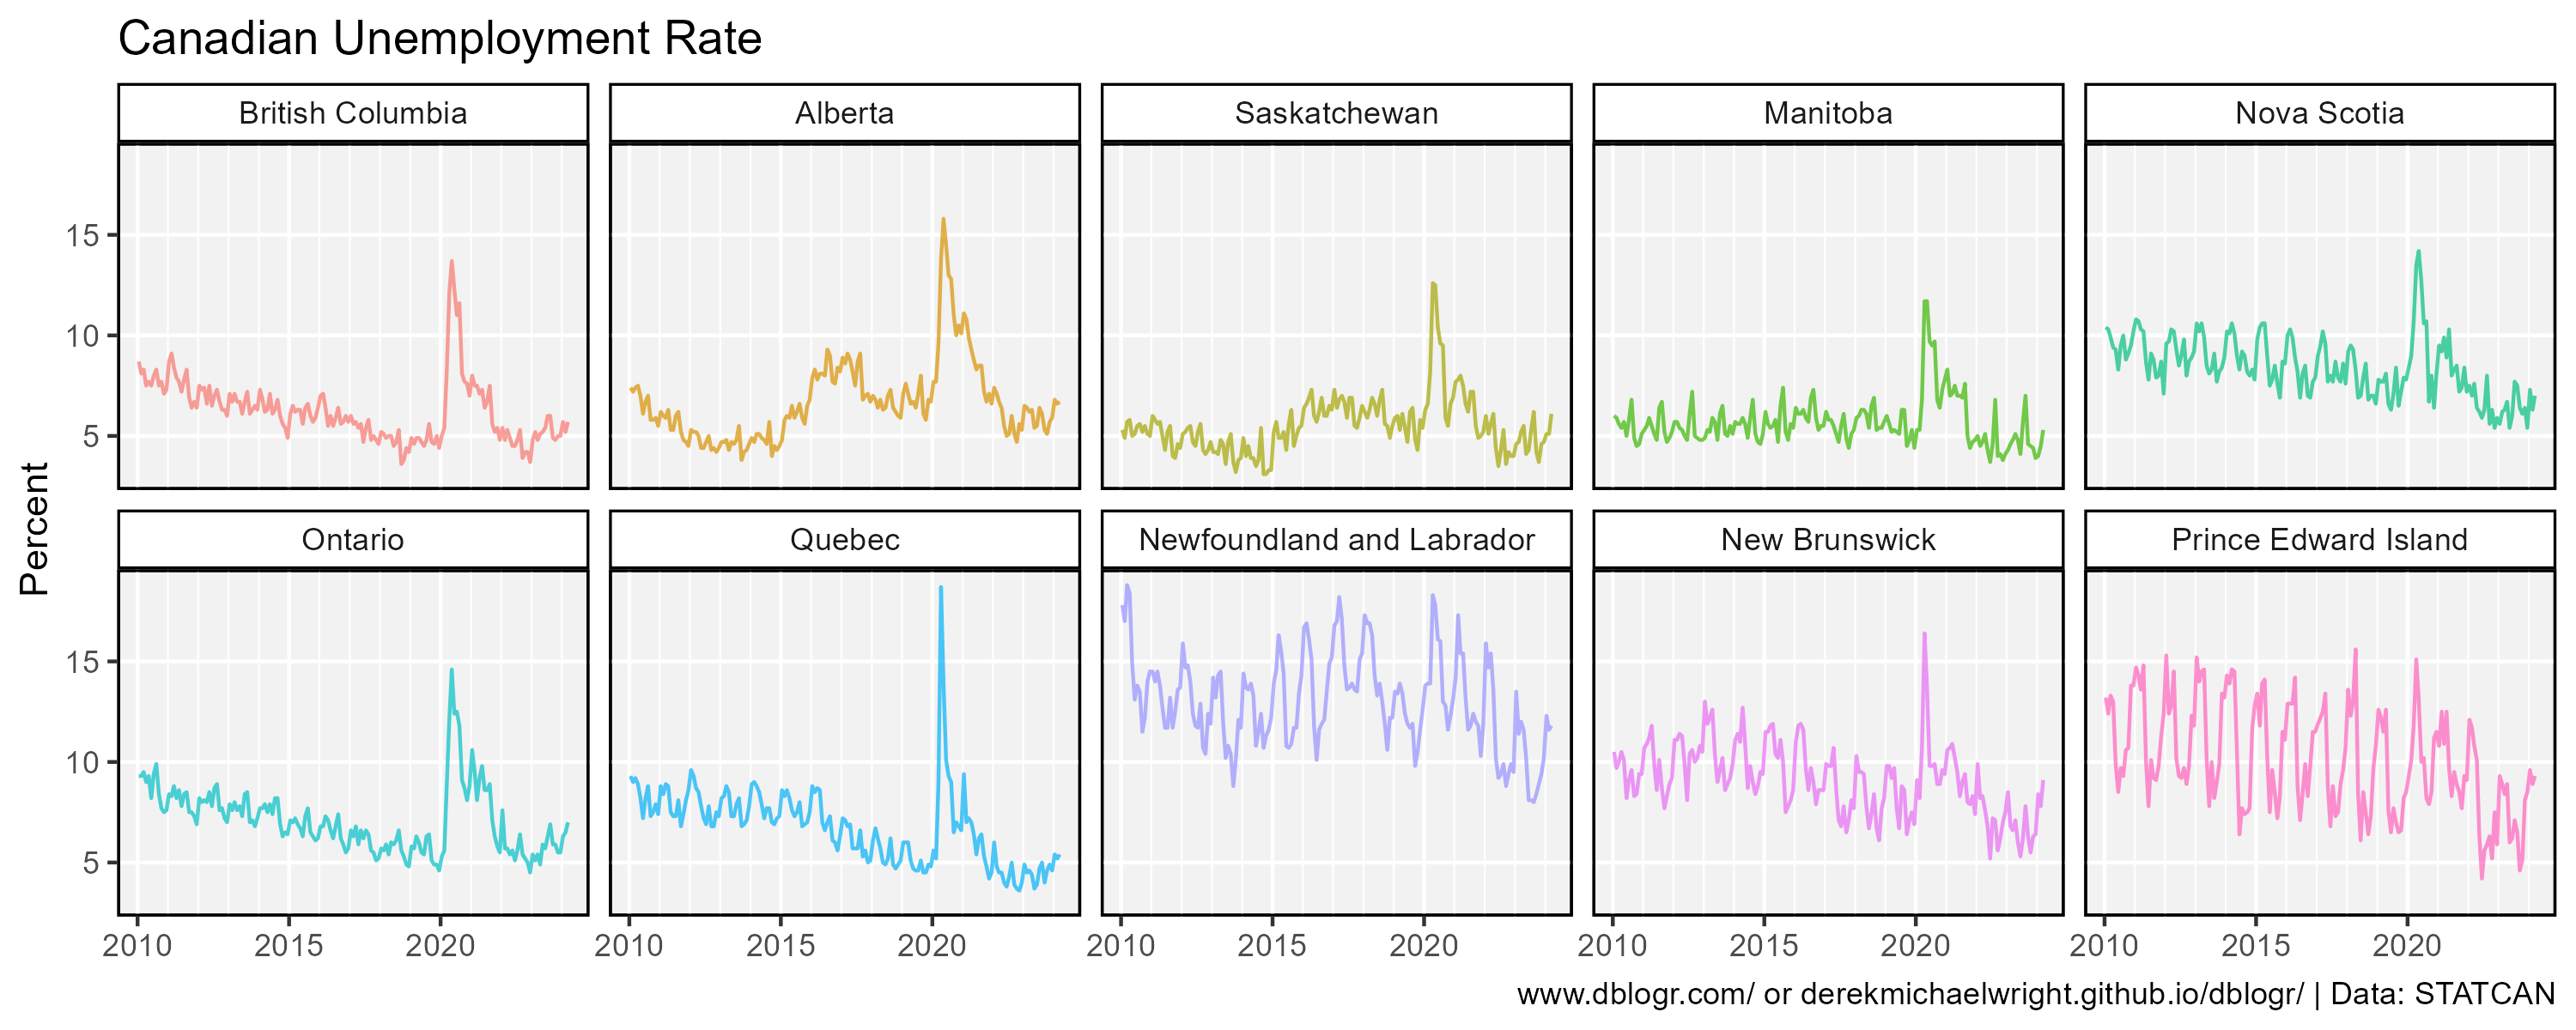 Canadian Unemployment Rate
British Columbia
Alberta
Saskatchewan
Manitoba
Nova Scotia
15
10
5
Percent
Ontario
Quebec
Newfoundland and Labrador
New Brunswick
Prince Edward Island
15
10
5
2010 2015 2020
2010 2015 2020
2010 2015 2020
2010 2015 2020
2010 2015 2020
www.dblogr.com/ or derekmichaelwright.github.io/dblogr/ | Data: STATCAN